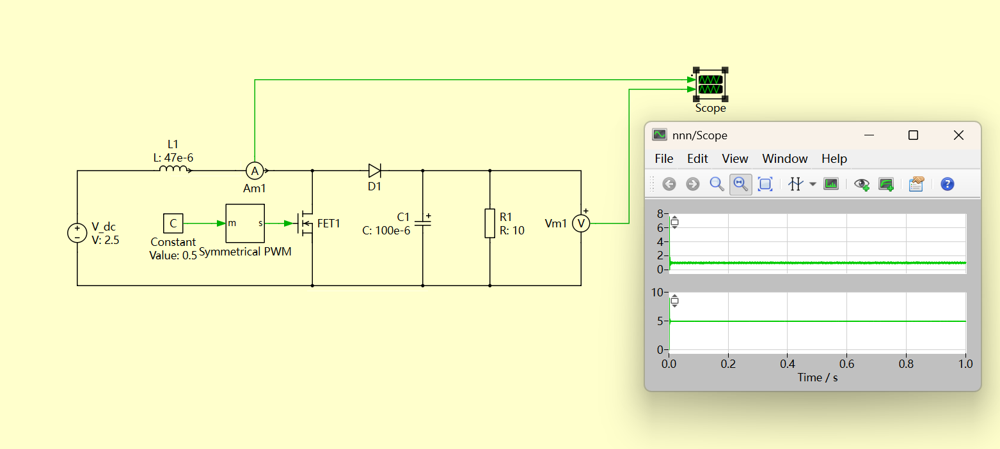 Scope
L1
L: 47e-6
A
Am1
D1
V_dc
V: 2.5
C
Constant
Value: 0.5
m
s
Symmetrical PWM
FET1
C1
C: 100e-6
R1
R: 10
Vm1
V
nnn/Scope
File Edit View Window Help
8
6
4
2
0
10
5
0
0.0 0.2 0.4 0.6 0.8 1.0
Time / s